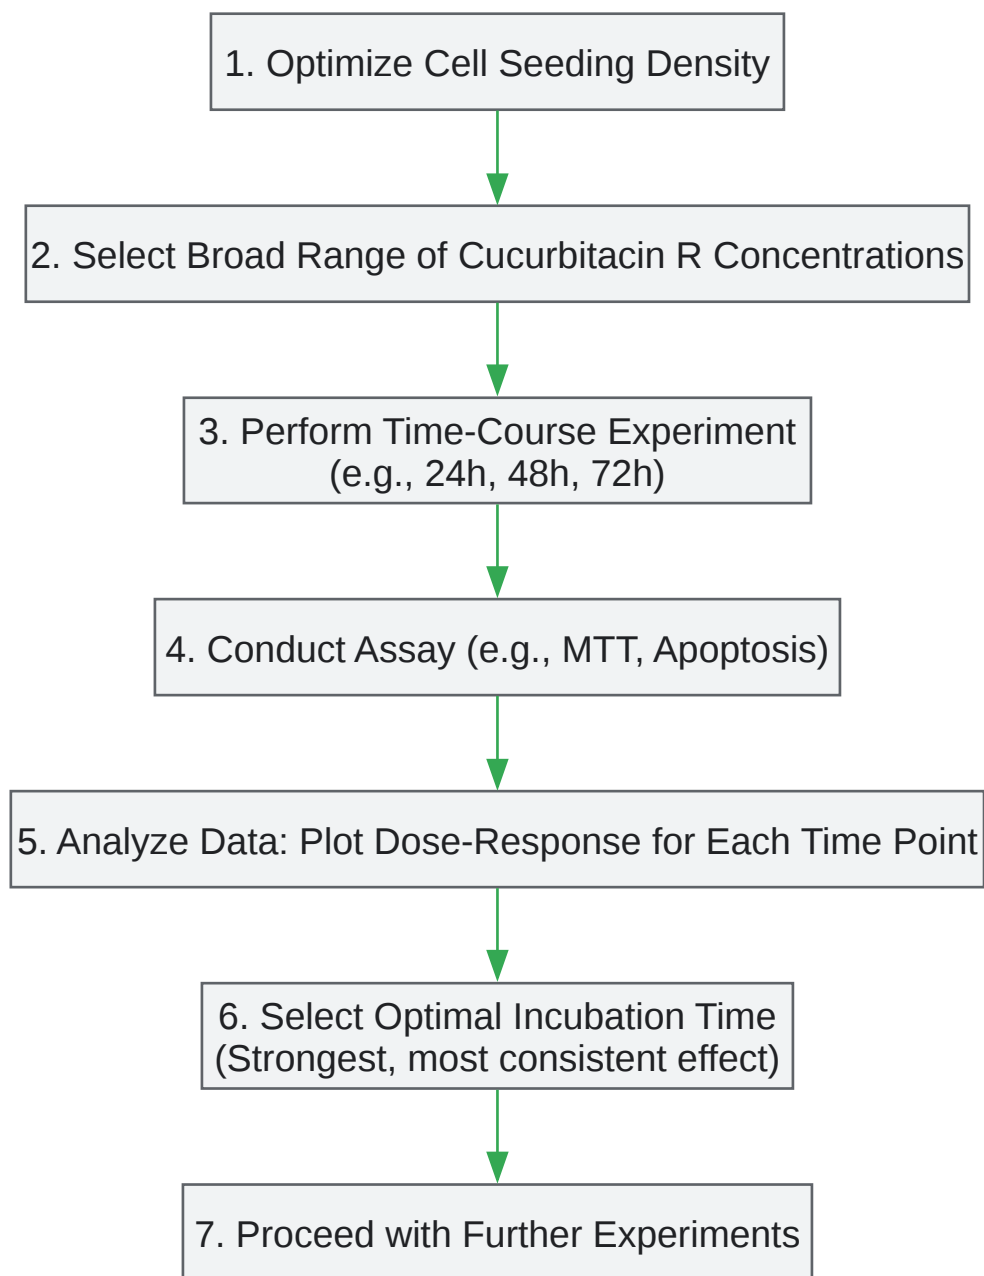 1. Optimize Cell Seeding Density
2. Select Broad Range of Cucurbitacin R Concentrations
3. Perform Time-Course Experiment
(e.g., 24h, 48h, 72h)
4. Conduct Assay (e.g., MTT, Apoptosis)
5. Analyze Data: Plot Dose-Response for Each Time Point
6. Select Optimal Incubation Time
(Strongest, most consistent effect)
7. Proceed with Further Experiments